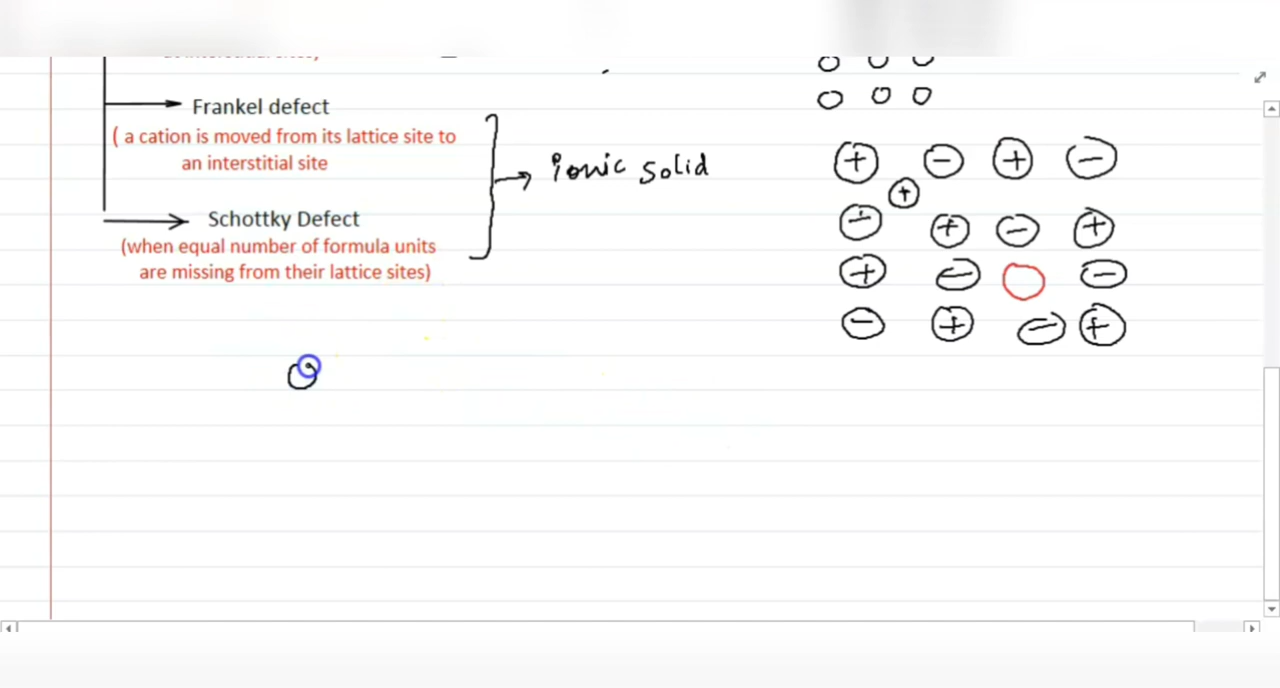 Frankel defect
( a cation is moved from its lattice site to
an interstitial site
ionic solid
Schottky Defect
(when equal number of formula units
are missing from their lattice sites)
+ - + -
+
- + - +
+ - -
- + - +